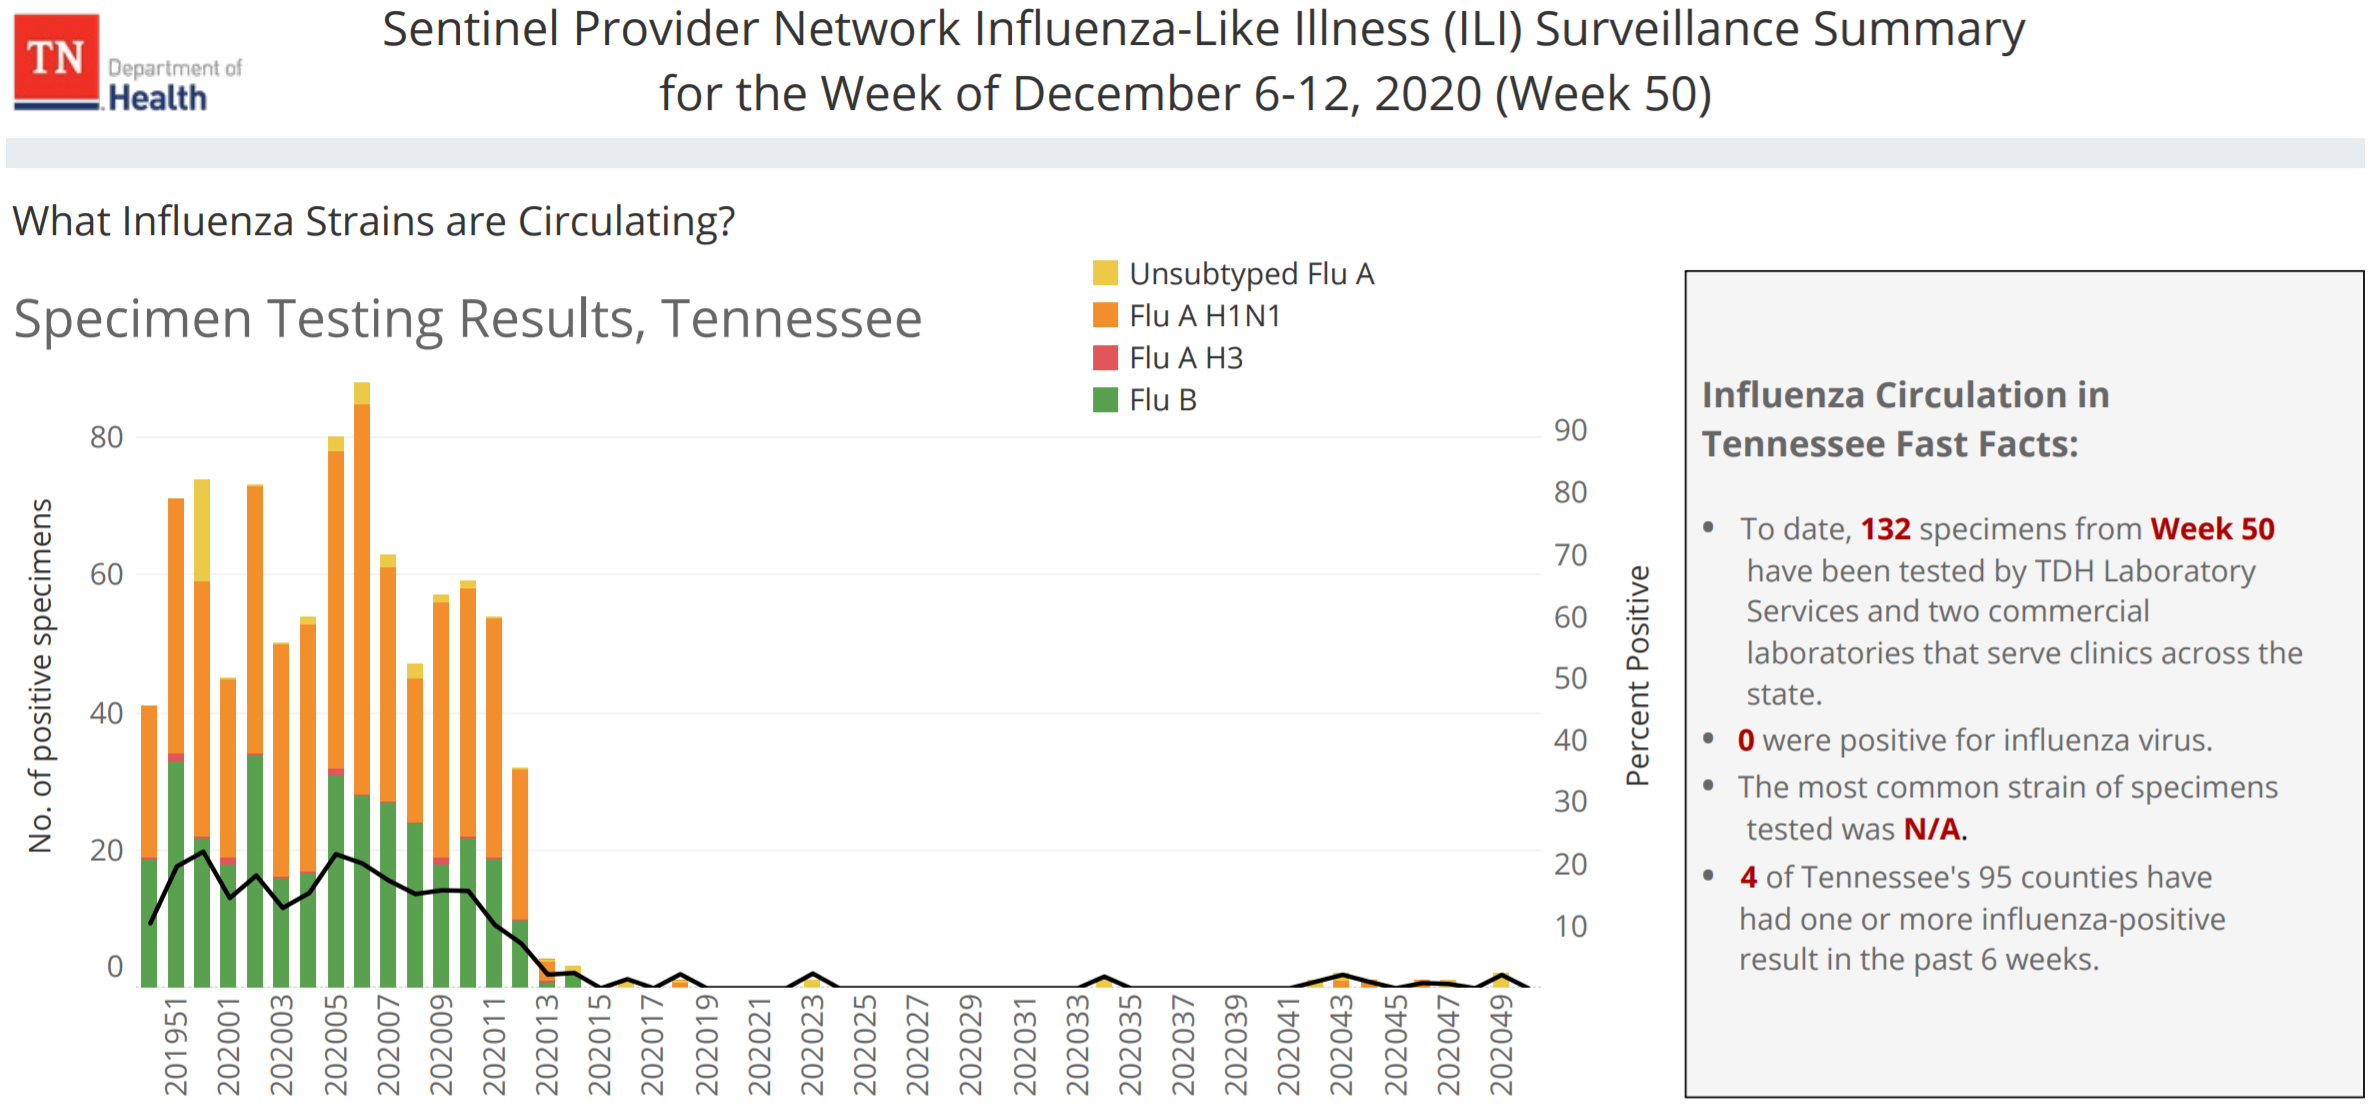 TN
Department of
Health
Sentinel Provider Network Influenza-Like Illness (ILI) Surveillance Summary
for the Week of December 6-12, 2020 (Week 50)
What Influenza Strains are Circulating?
Specimen Testing Results, Tennessee
Unsubtyped Flu A
Flu A H1N1
Flu A H3
Flu B
No. of positive specimens
80
60
40
20
0
90
80
70
60
50
40
30
20
10
Percent Positive
201951
202001
202003
202005
202007
202009
202011
202013
202015
202017
202019
202021
202023
202025
202027
202029
202031
202033
202035
202037
202039
202041
202043
202045
202047
202049
Influenza Circulation in
Tennessee Fast Facts:
• To date, 132 specimens from Week 50
have been tested by TDH Laboratory
Services and two commercial
laboratories that serve clinics across the
state.
• 0 were positive for influenza virus.
• The most common strain of specimens
tested was N/A.
• 4 of Tennessee's 95 counties have
had one or more influenza-positive
result in the past 6 weeks.